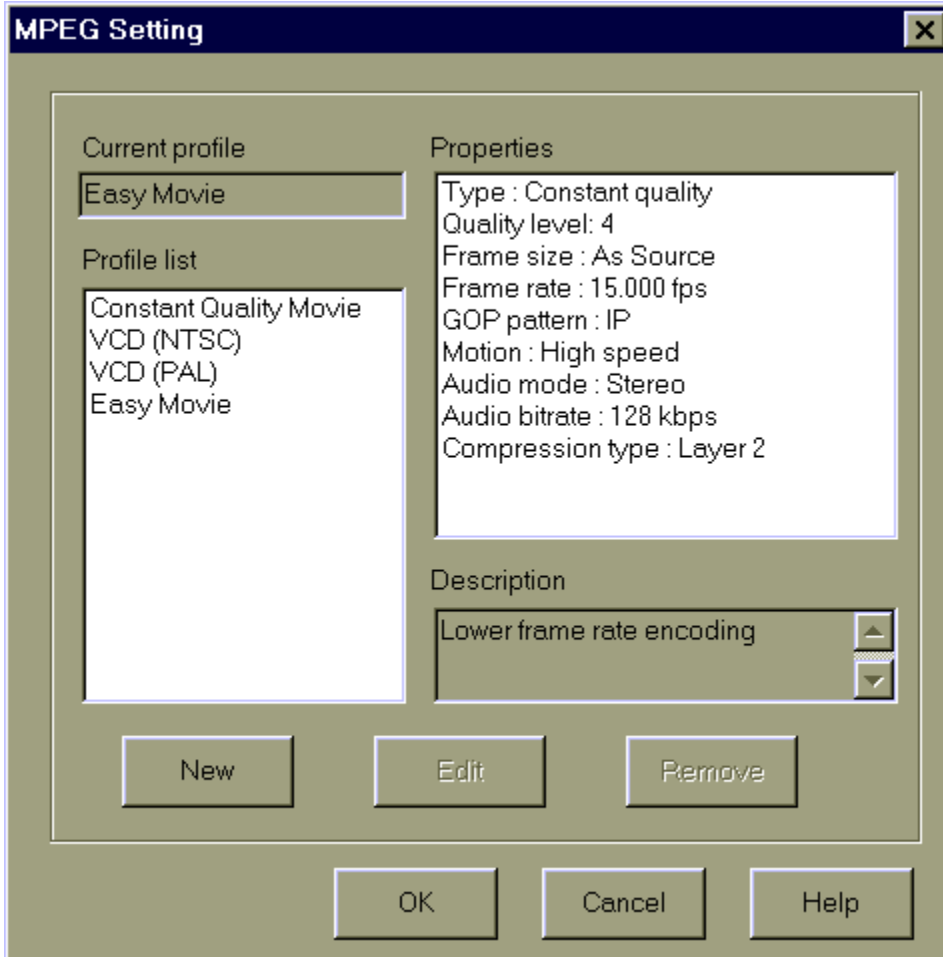 MPEG Setting
Current profile
Easy Movie
Profile list
Constant Quality Movie
VCD (NTSC)
VCD (PAL)
Easy Movie
Properties
Type : Constant quality
Quality level: 4
Frame size : As Source
Frame rate : 15.000 fps
GOP pattern : IP
Motion : High speed
Audio mode : Stereo
Audio bitrate : 128 kbps
Compression type : Layer 2
Description
Lower frame rate encoding
New
Edit
Remove
OK
Cancel
Help